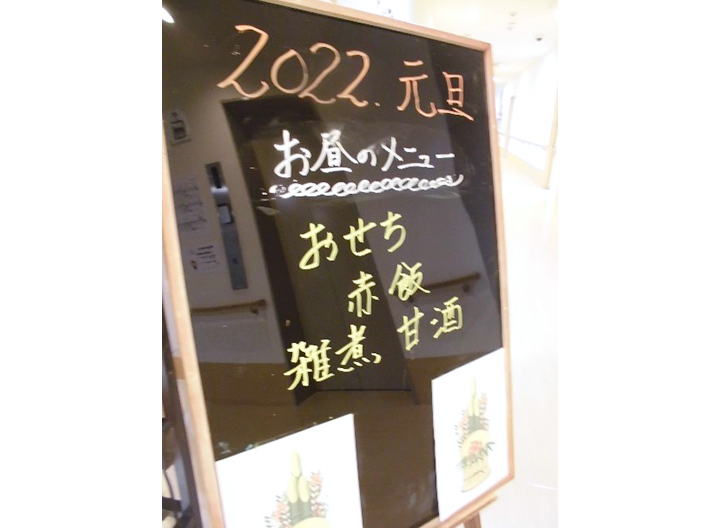 2022.元旦
お昼のメニュー
おせち
赤飯
雑煮 甘酒